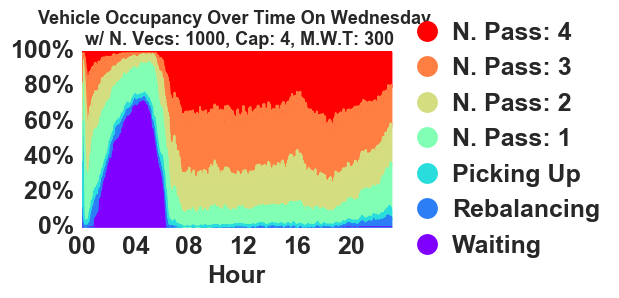 Vehicle Occupancy Over Time On Wednesday
w/ N. Vecs: 1000, Cap: 4, M.W.T: 300
100%
80%
60%
40%
20%
0%
00 04 08 12 16 20
Hour
N. Pass: 4
N. Pass: 3
N. Pass: 2
N. Pass: 1
Picking Up
Rebalancing
Waiting